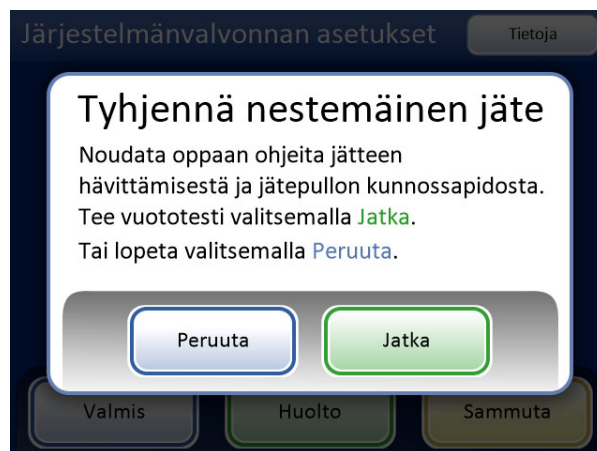 Järjestelmänvalvonnan asetukset Tietoja
Tyhjennä nestemäinen jäte
Noudata oppaan ohjeita jätteen
hävittämisestä ja jätepullon kunnossapidosta.
Tee vuototesti valitsemalla Jatka.
Tai lopeta valitsemalla Peruuta.
Peruuta Jatka
Valmis Huolto Sammuta